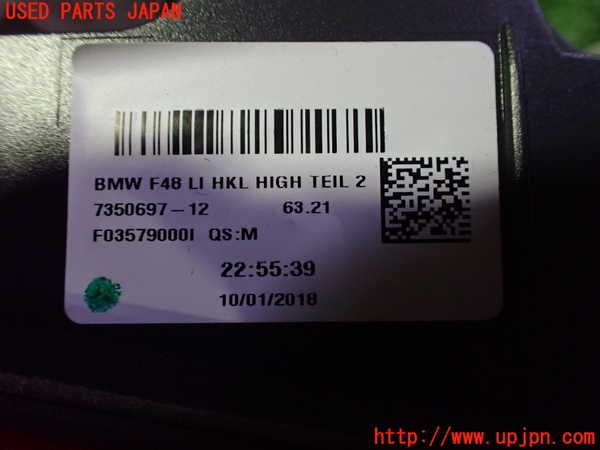 USED PARTS JAPAN
BMW F48 LI HKL HIGH TEIL 2
7350697-12 63.21
F03579000I QS:M
22:55:39
10/01/2018
http://www.upjpn.com/